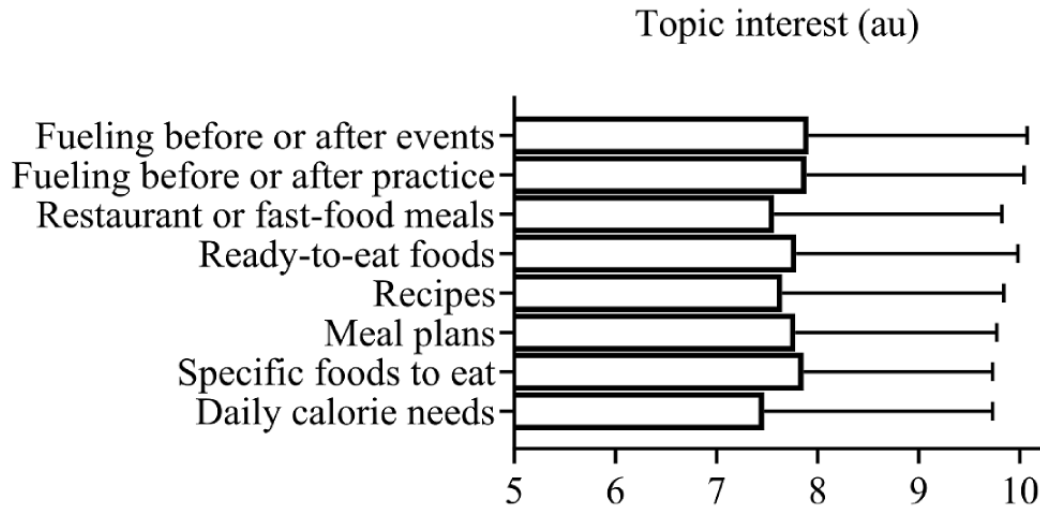 Topic interest (au)
Fueling before or after events
Fueling before or after practice
Restaurant or fast-food meals
Ready-to-eat foods
Recipes
Meal plans
Specific foods to eat
Daily calorie needs
5 6 7 8 9 10